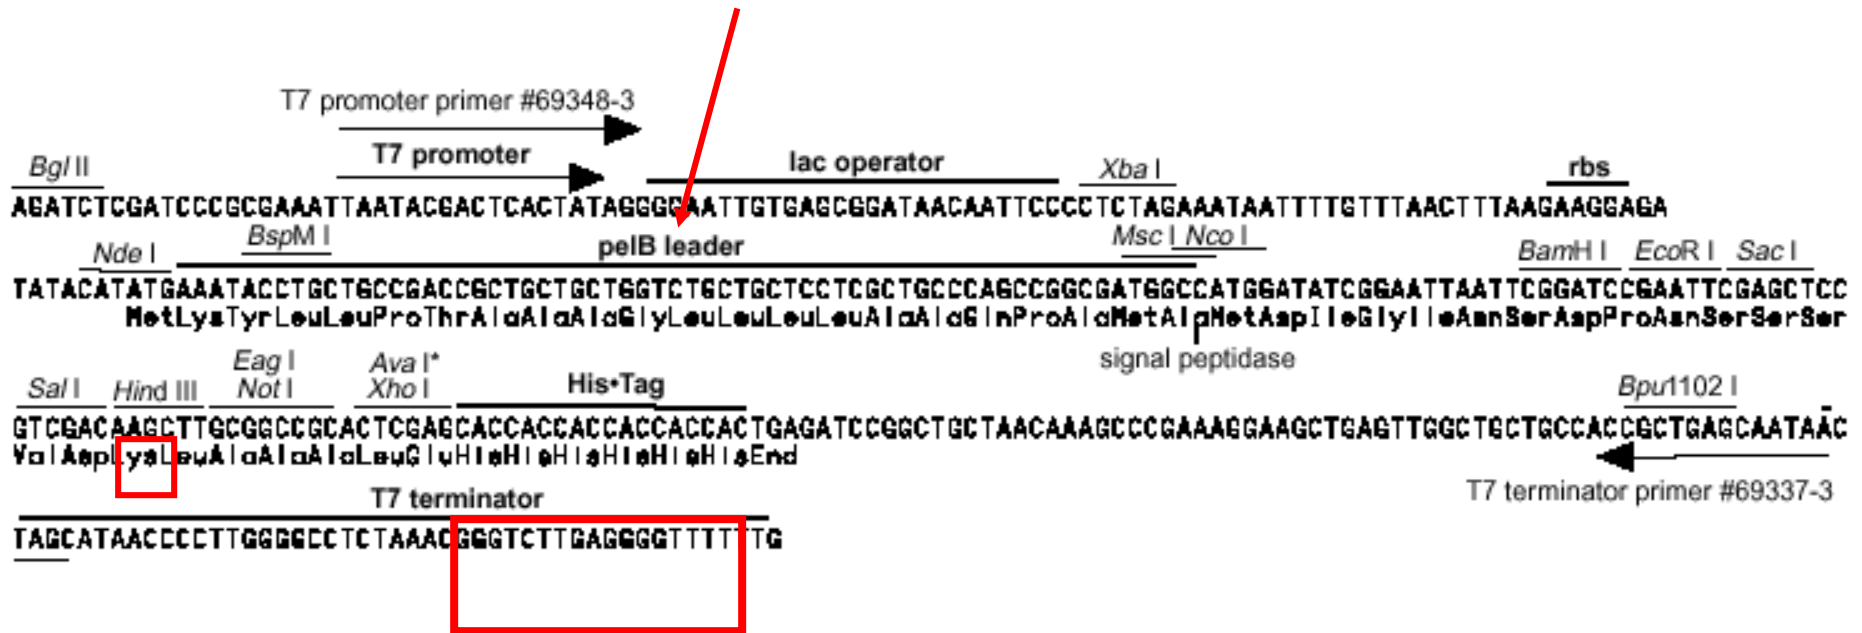 T7 promoter primer #69348-3
Bgl II T7 promoter lac operator Xba I rbs
AGATCTCGATCCCGCGAAATTAATACGACTCACTATAGGGGAATTGTGAGCGGATAACAATTCCCCTCTAGAAATAATTTTGTTTAACTTTAAGAAGGAGA
Nde I BspM I pelB leader Msc I Nco I BamH I EcoR I Sac I
TATACATATGAAATACCTGCTGCCGACCGCTGCTGCTGGTCTGCTGCTCCTCGCTGCCCAGCCGGCGATGGCCATGGATATCGGAATTAATTCGGATCCGAATTCGAGCTCC
MetLysTyrLeuLeuProThrAlaAlaAlaGlyLeuLeuLeuLeuAlaAlaGlnProAlaMetAlaMetAspIleGlyIleAsnSerAspProAsnSerSerSer
signal peptidase
Eag I Ava I*
Sal I Hind III Not I Xho I His•Tag Bpu1102 I
GTCGACAAGCTTGCGGCCGCACTCGAGCACCACCACCACCACCACTGAGATCCGGCTGCTAACAAAGCCCGAAAGGAAGCTGAGTTGGCTGCTGCCACCGCTGAGCAATAAC
ValAspLysLeuAlaAlaAlaLeuGluHisHisHisHisHisHisEnd
T7 terminator T7 terminator primer #69337-3
TAGCATAACCCCTTGGGGCCTCTAAACGGGTCTTGAGGGGTTTTTTG